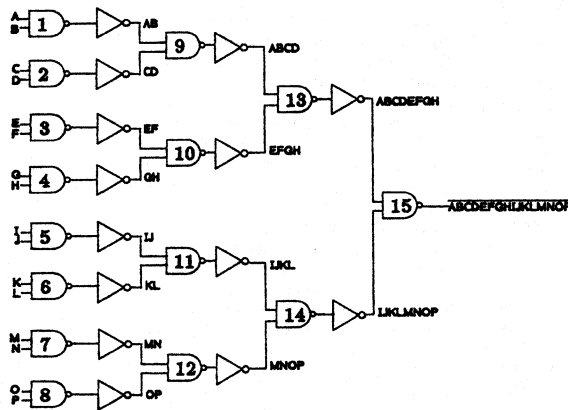 A
B
1
AB
9
ABCD
C
D
2
CD
13
ABCDEFGH
E
F
3
EF
10
EFGH
G
H
4
GH
15
ABCDEFGHIJKLMNOP
I
J
5
IJ
11
IJKL
K
L
6
KL
14
IJKLMNOP
M
N
7
MN
12
MNOP
O
P
8
OP